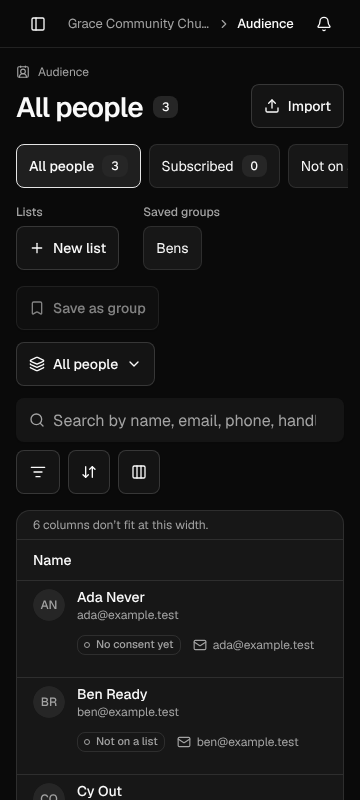 Grace Community Chu... > Audience
Audience
All people 3
Import
All people 3
Subscribed 0
Not on
Lists
Saved groups
+ New list
Bens
Save as group
All people
Search by name, email, phone, handl
6 columns don't fit at this width.
Name
AN
Ada Never
ada@example.test
No consent yet
ada@example.test
BR
Ben Ready
ben@example.test
Not on a list
ben@example.test
CO
Cy Out